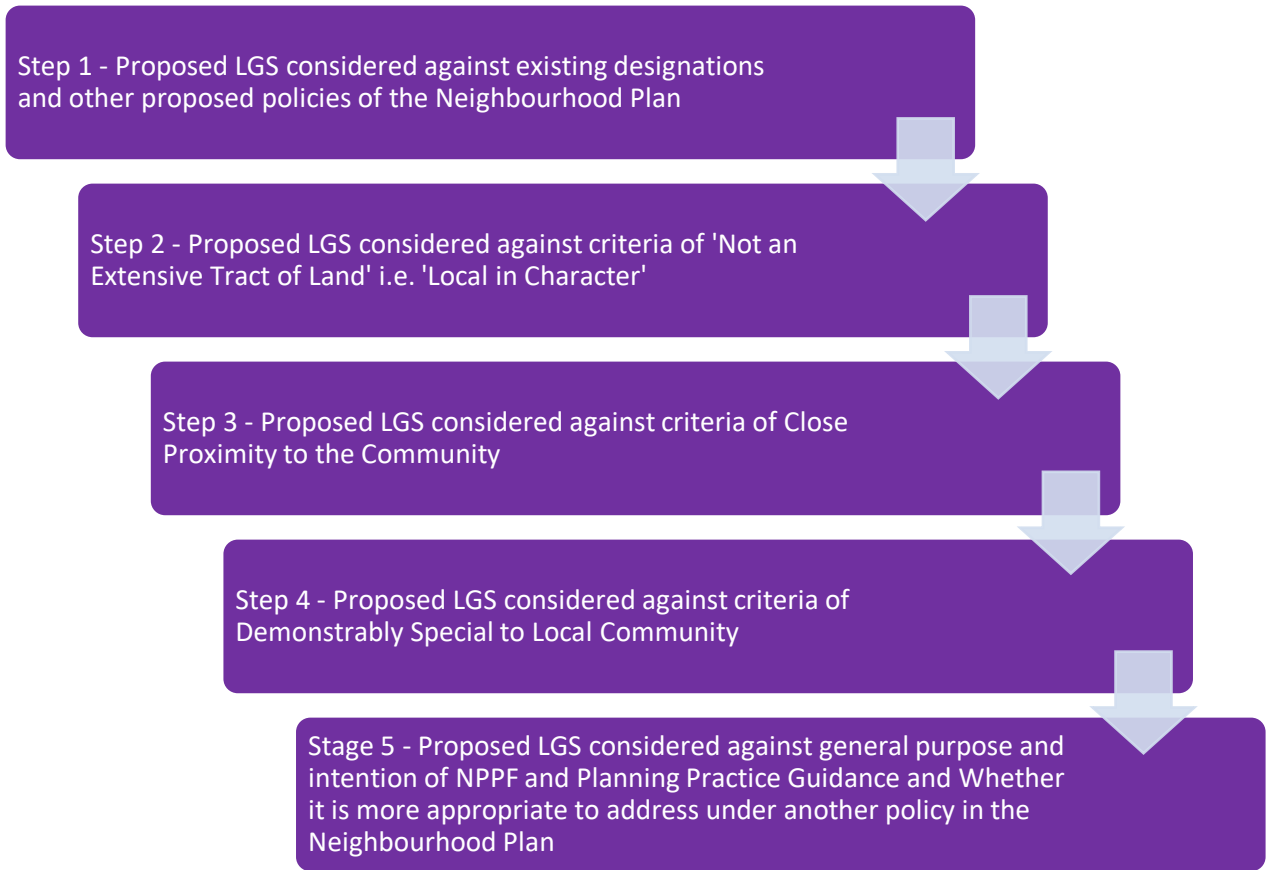 Step 1 - Proposed LGS considered against existing designations
and other proposed policies of the Neighbourhood Plan
Step 2 - Proposed LGS considered against criteria of 'Not an
Extensive Tract of Land' i.e. 'Local in Character'
Step 3 - Proposed LGS considered against criteria of Close
Proximity to the Community
Step 4 - Proposed LGS considered against criteria of
Demonstrably Special to Local Community
Stage 5 - Proposed LGS considered against general purpose and
intention of NPPF and Planning Practice Guidance and Whether
it is more appropriate to address under another policy in the
Neighbourhood Plan